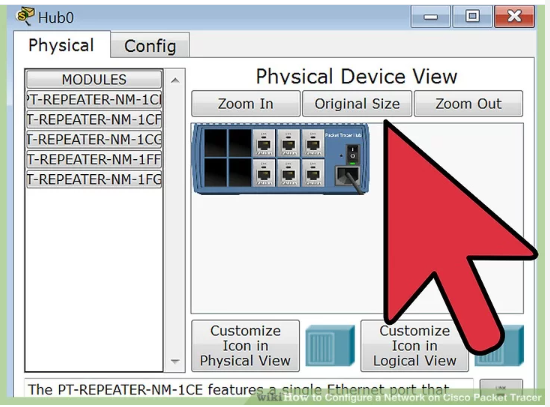 Hub0
Physical
Config
MODULES
PT-REPEATER-NM-1CE
PT-REPEATER-NM-1CF
T-REPEATER-NM-1CG
PT-REPEATER-NM-1FF
T-REPEATER-NM-1FG
Physical Device View
Zoom In
Original Size
Zoom Out
Packet Tracer Hub
Customize
Icon in
Physical View
Customize
Icon in
Logical View
The PT-REPEATER-NM-1CE features a single Ethernet port that
wikiHow to Configure a Network on Cisco Packet Tracer